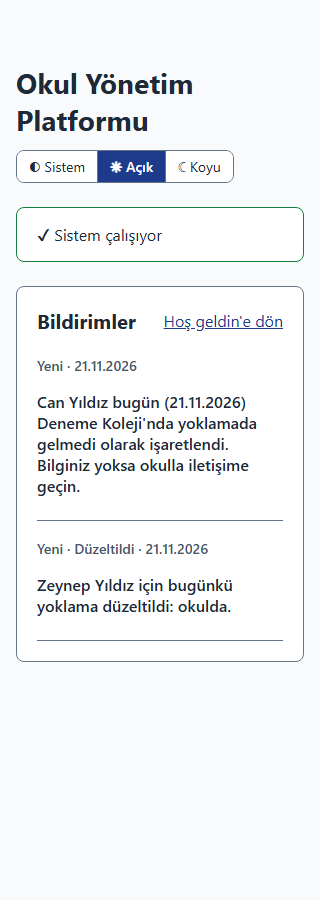 Okul Yönetim
Platformu
◐ Sistem ☀ Açık ☾ Koyu
✓ Sistem çalışıyor
Bildirimler Hoş geldin'e dön
Yeni · 21.11.2026
Can Yıldız bugün (21.11.2026)
Deneme Koleji'nda yoklamada
gelmedi olarak işaretlendi.
Bilginiz yoksa okulla iletişime
geçin.
Yeni · Düzeltildi · 21.11.2026
Zeynep Yıldız için bugünkü
yoklama düzeltildi: okulda.